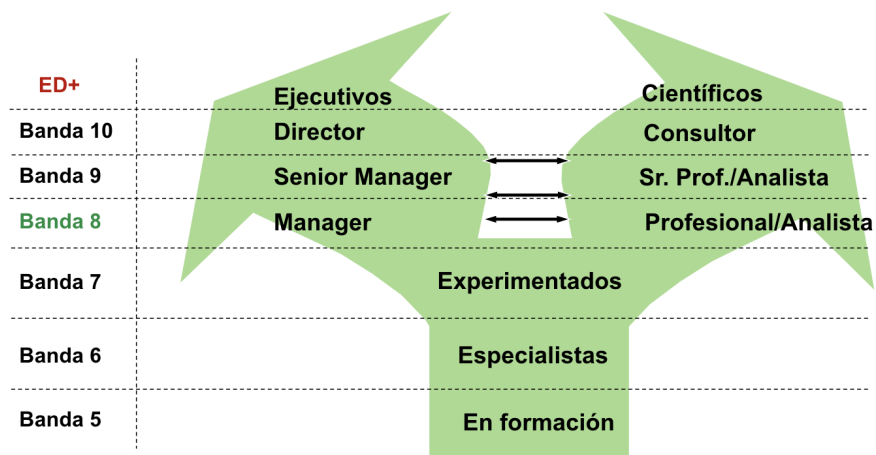 ED+ Ejecutivos Científicos
Banda 10 Director Consultor
Banda 9 Senior Manager Sr. Prof./Analista
Banda 8 Manager Profesional/Analista
Banda 7 Experimentados
Banda 6 Especialistas
Banda 5 En formación